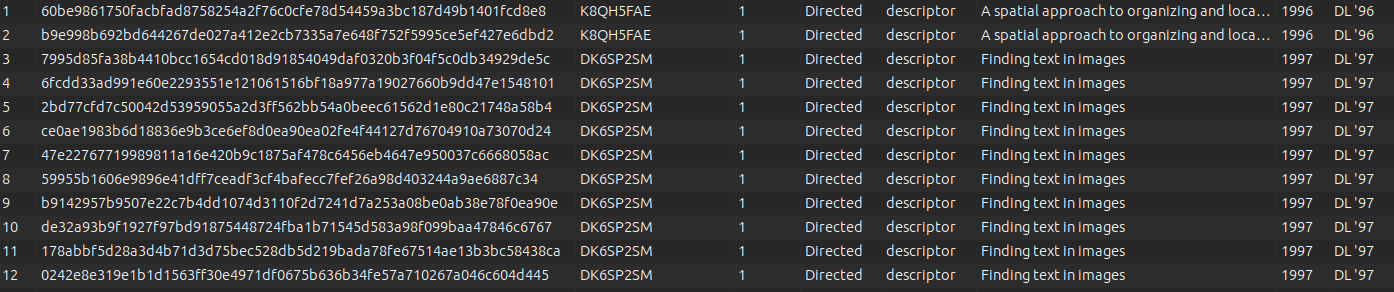 1 60be9861750facbfad8758254a2f76c0cfe78d54459a3bc187d49b1401fcd8e8 K8QH5FAE 1 Directed descriptor A spatial approach to organizing and loca... 1996 DL '96
2 b9e998b692bd644267de027a412e2cb7335a7e648f752f5995ce5ef427e6dbd2 K8QH5FAE 1 Directed descriptor A spatial approach to organizing and loca... 1996 DL '96
3 7995d85fa38b4410bcc1654cd018d91854049daf0320b3f04f5c0db34929de5c DK6SP2SM 1 Directed descriptor Finding text in images 1997 DL '97
4 6fcdd33ad991e60e2293551e121061516bf18a977a19027660b9dd47e1548101 DK6SP2SM 1 Directed descriptor Finding text in images 1997 DL '97
5 2bd77cfd7c50042d53959055a2d3ff562bb54a0beec61562d1e80c21748a58b4 DK6SP2SM 1 Directed descriptor Finding text in images 1997 DL '97
6 ce0ae1983b6d18836e9b3ce6ef8d0ea90ea02fe4f44127d76704910a73070d24 DK6SP2SM 1 Directed descriptor Finding text in images 1997 DL '97
7 47e22767719989811a16e420b9c1875af478c6456eb4647e950037c6668058ac DK6SP2SM 1 Directed descriptor Finding text in images 1997 DL '97
8 59955b1606e9896e41dff7ceadf3cf4bafecc7fef26a98d403244a9ae6887c34 DK6SP2SM 1 Directed descriptor Finding text in images 1997 DL '97
9 b9142957b9507e22c7b4dd1074d3110f2d7241d7a253a08be0ab38e78f0ea90e DK6SP2SM 1 Directed descriptor Finding text in images 1997 DL '97
10 de32a93b9f1927f97bd91875448724fba1b71545d583a98f099baa47846c6767 DK6SP2SM 1 Directed descriptor Finding text in images 1997 DL '97
11 178abbf5d28a3d4b71d3d75bec528db5d219bada78fe67514ae13b3bc58438ca DK6SP2SM 1 Directed descriptor Finding text in images 1997 DL '97
12 0242e8e319e1b1d1563ff30e4971df0675b636b34fe57a710267a046c604d445 DK6SP2SM 1 Directed descriptor Finding text in images 1997 DL '97